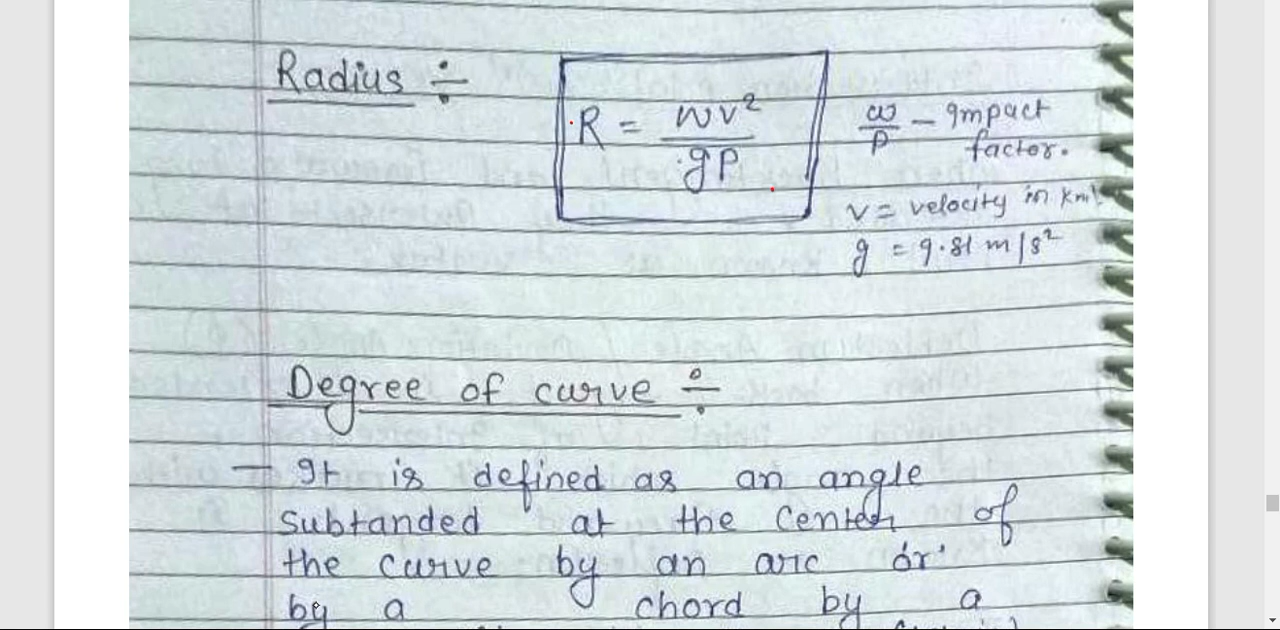 Radius ÷
R = wv²/gP
w/P - Impact
factor.
v = velocity in km/
g = 9.81 m/s²
Degree of curve ÷
- It is defined as an angle
subtanded at the center of
the curve by an arc or
by a chord by a